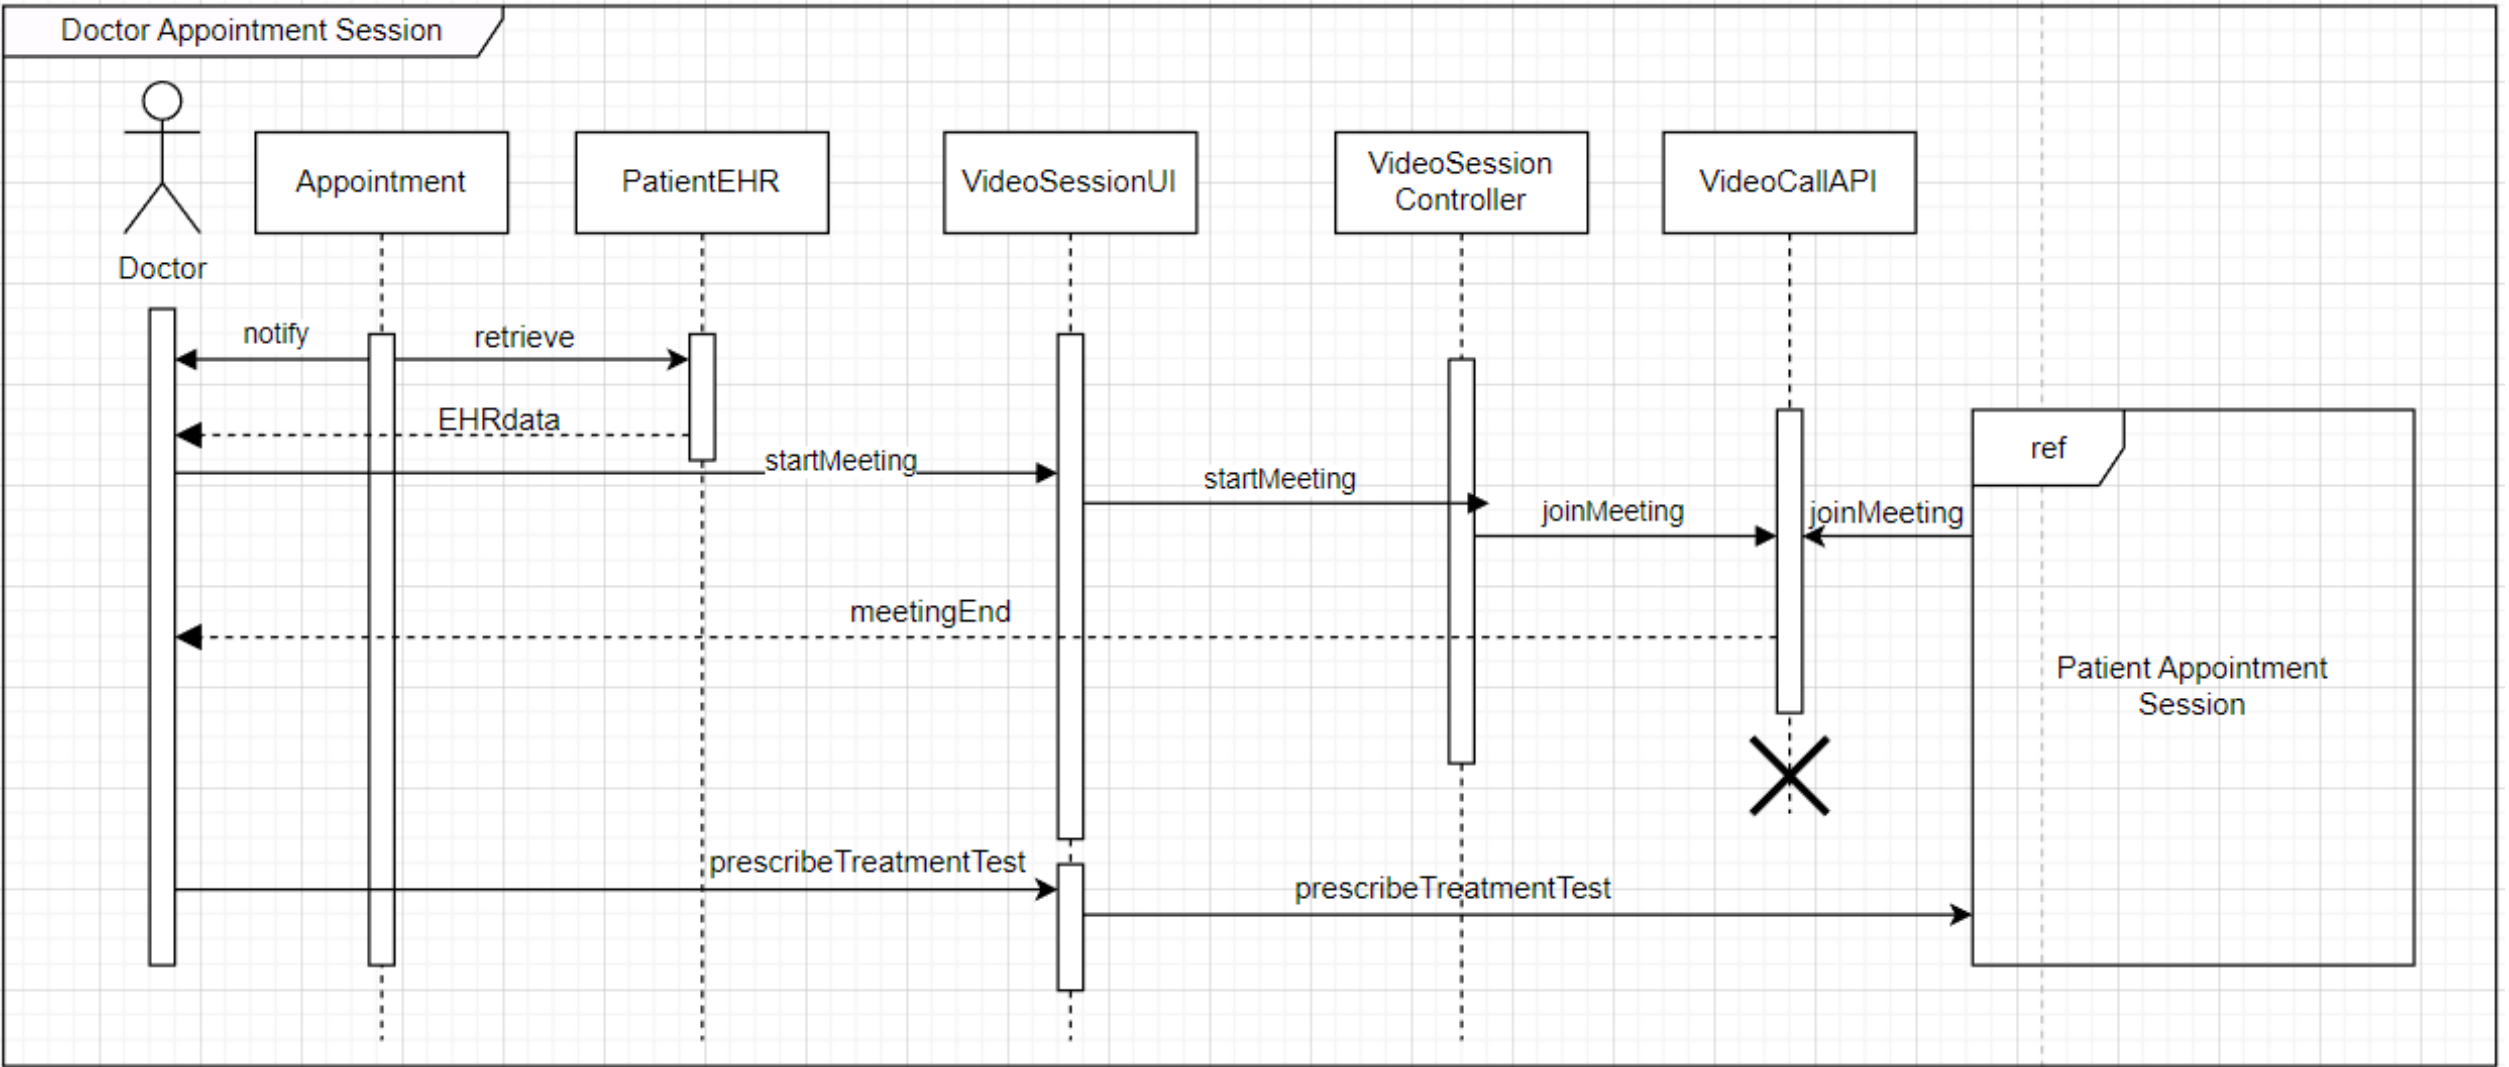 Doctor Appointment Session
Doctor
Appointment
PatientEHR
VideoSessionUI
VideoSession
Controller
VideoCallAPI
notify
retrieve
EHRdata
startMeeting
startMeeting
joinMeeting
joinMeeting
ref
meetingEnd
Patient Appointment
Session
prescribeTreatmentTest
prescribeTreatmentTest